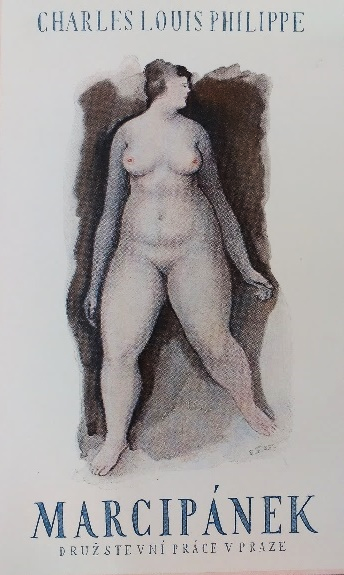 CHARLES LOUIS PHILIPPE
MARCIPÁNEK
DRUŽSTEVNÍ PRÁCE V PRAZE